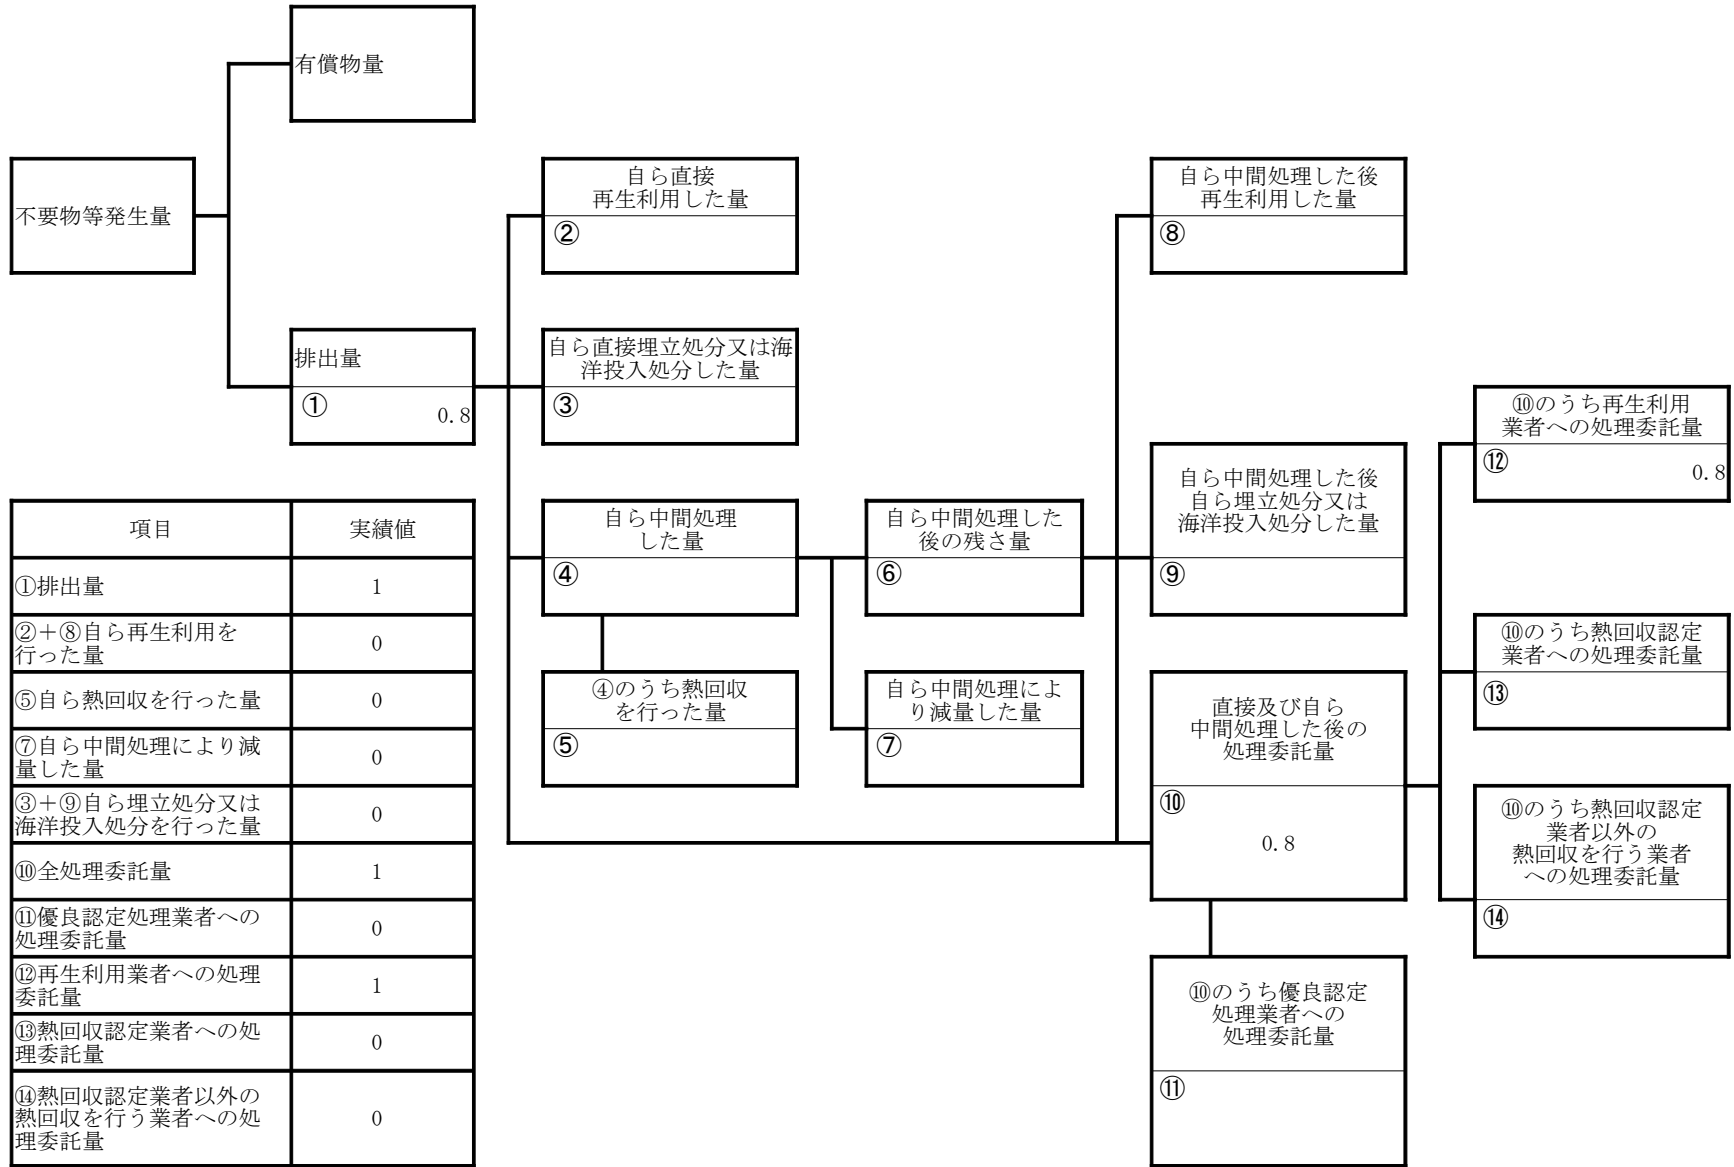 有償物量
不要物等発生量
自ら直接
再生利用した量
②
自ら中間処理した後
再生利用した量
⑧
排出量
①
0.8
自ら直接埋立処分又は海
洋投入処分した量
③
⑩のうち再生利用
業者への処理委託量
⑫
0.8
自ら中間処理
した量
④
自ら中間処理した
後の残さ量
⑥
自ら中間処理した後
自ら埋立処分又は
海洋投入処分した量
⑨
⑩のうち熱回収認定
業者への処理委託量
⑬
④のうち熱回収
を行った量
⑤
自ら中間処理によ
り減量した量
⑦
直接及び自ら
中間処理した後の
処理委託量
⑩
0.8
⑩のうち熱回収認定
業者以外の
熱回収を行う業者
への処理委託量
⑭
⑩のうち優良認定
処理業者への
処理委託量
⑪
項目 実績値
①排出量 1
②+⑧自ら再生利用を
行った量 0
⑤自ら熱回収を行った量 0
⑦自ら中間処理により減
量した量 0
③+⑨自ら埋立処分又は
海洋投入処分を行った量 0
⑩全処理委託量 1
⑪優良認定処理業者への
処理委託量 0
⑫再生利用業者への処理
委託量 1
⑬熱回収認定業者への処
理委託量 0
⑭熱回収認定業者以外の
熱回収を行う業者への処
理委託量 0